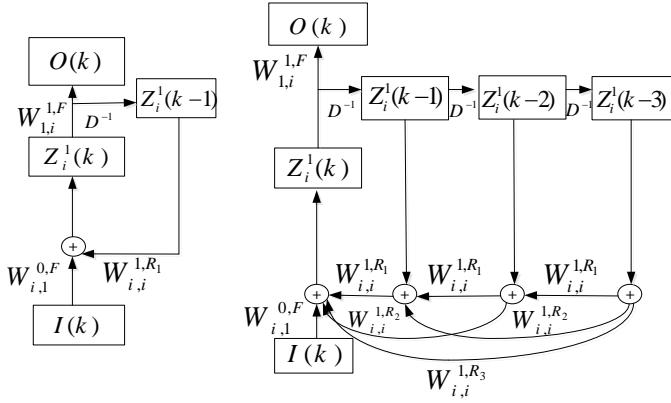 O(k)
W_{1,i}^{1,F}
D^{-1}
Z_i^1(k-1)
Z_i^1(k)
+
W_{i,1}^{0,F}
W_{i,i}^{1,R_1}
I(k)
O(k)
W_{1,i}^{1,F}
D^{-1}
Z_i^1(k-1)
D^{-1}
Z_i^1(k-2)
D^{-1}
Z_i^1(k-3)
Z_i^1(k)
W_{i,i}^{1,R_1}
W_{i,i}^{1,R_1}
W_{i,i}^{1,R_1}
+
+
+
+
W_{i,1}^{0,F}
W_{i,i}^{1,R_2}
W_{i,i}^{1,R_2}
I(k)
W_{i,i}^{1,R_3}